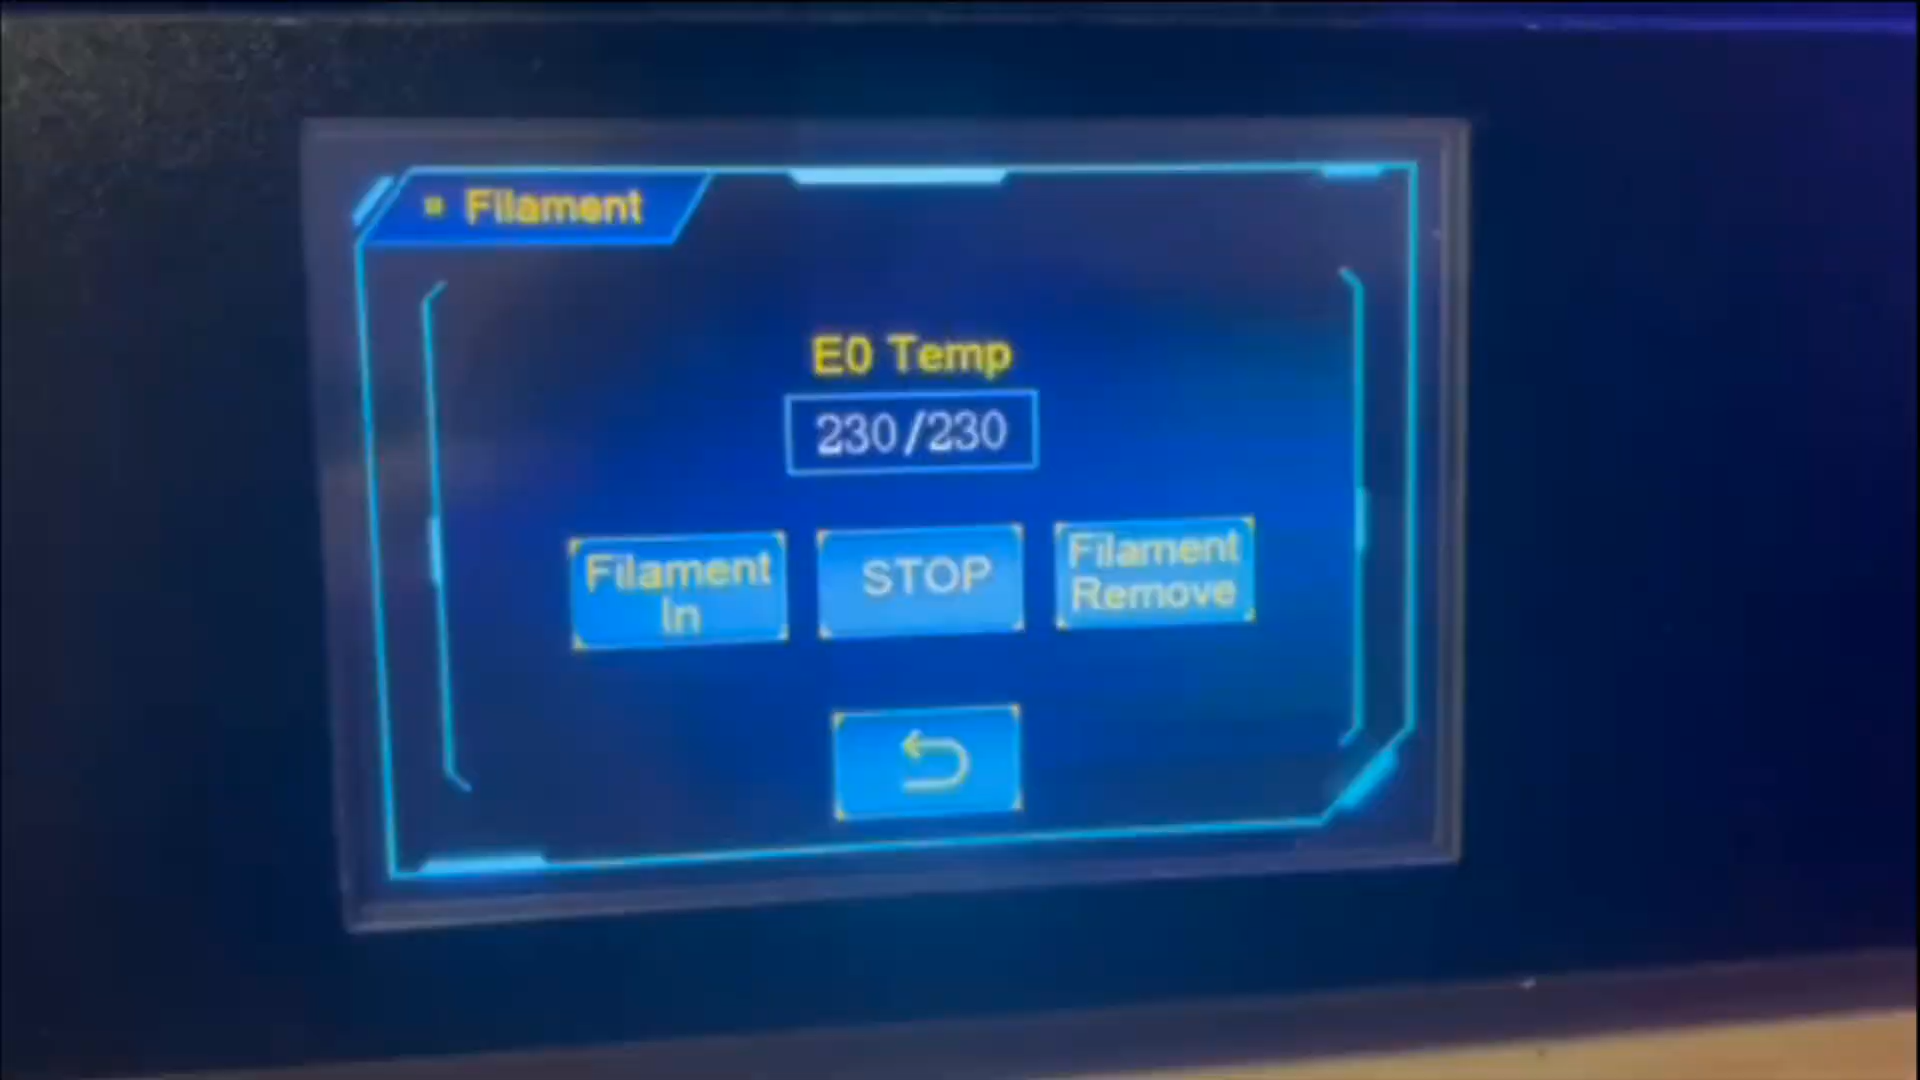 Filament
E0 Temp
230/230
Filament
In
STOP
Filament
Remove